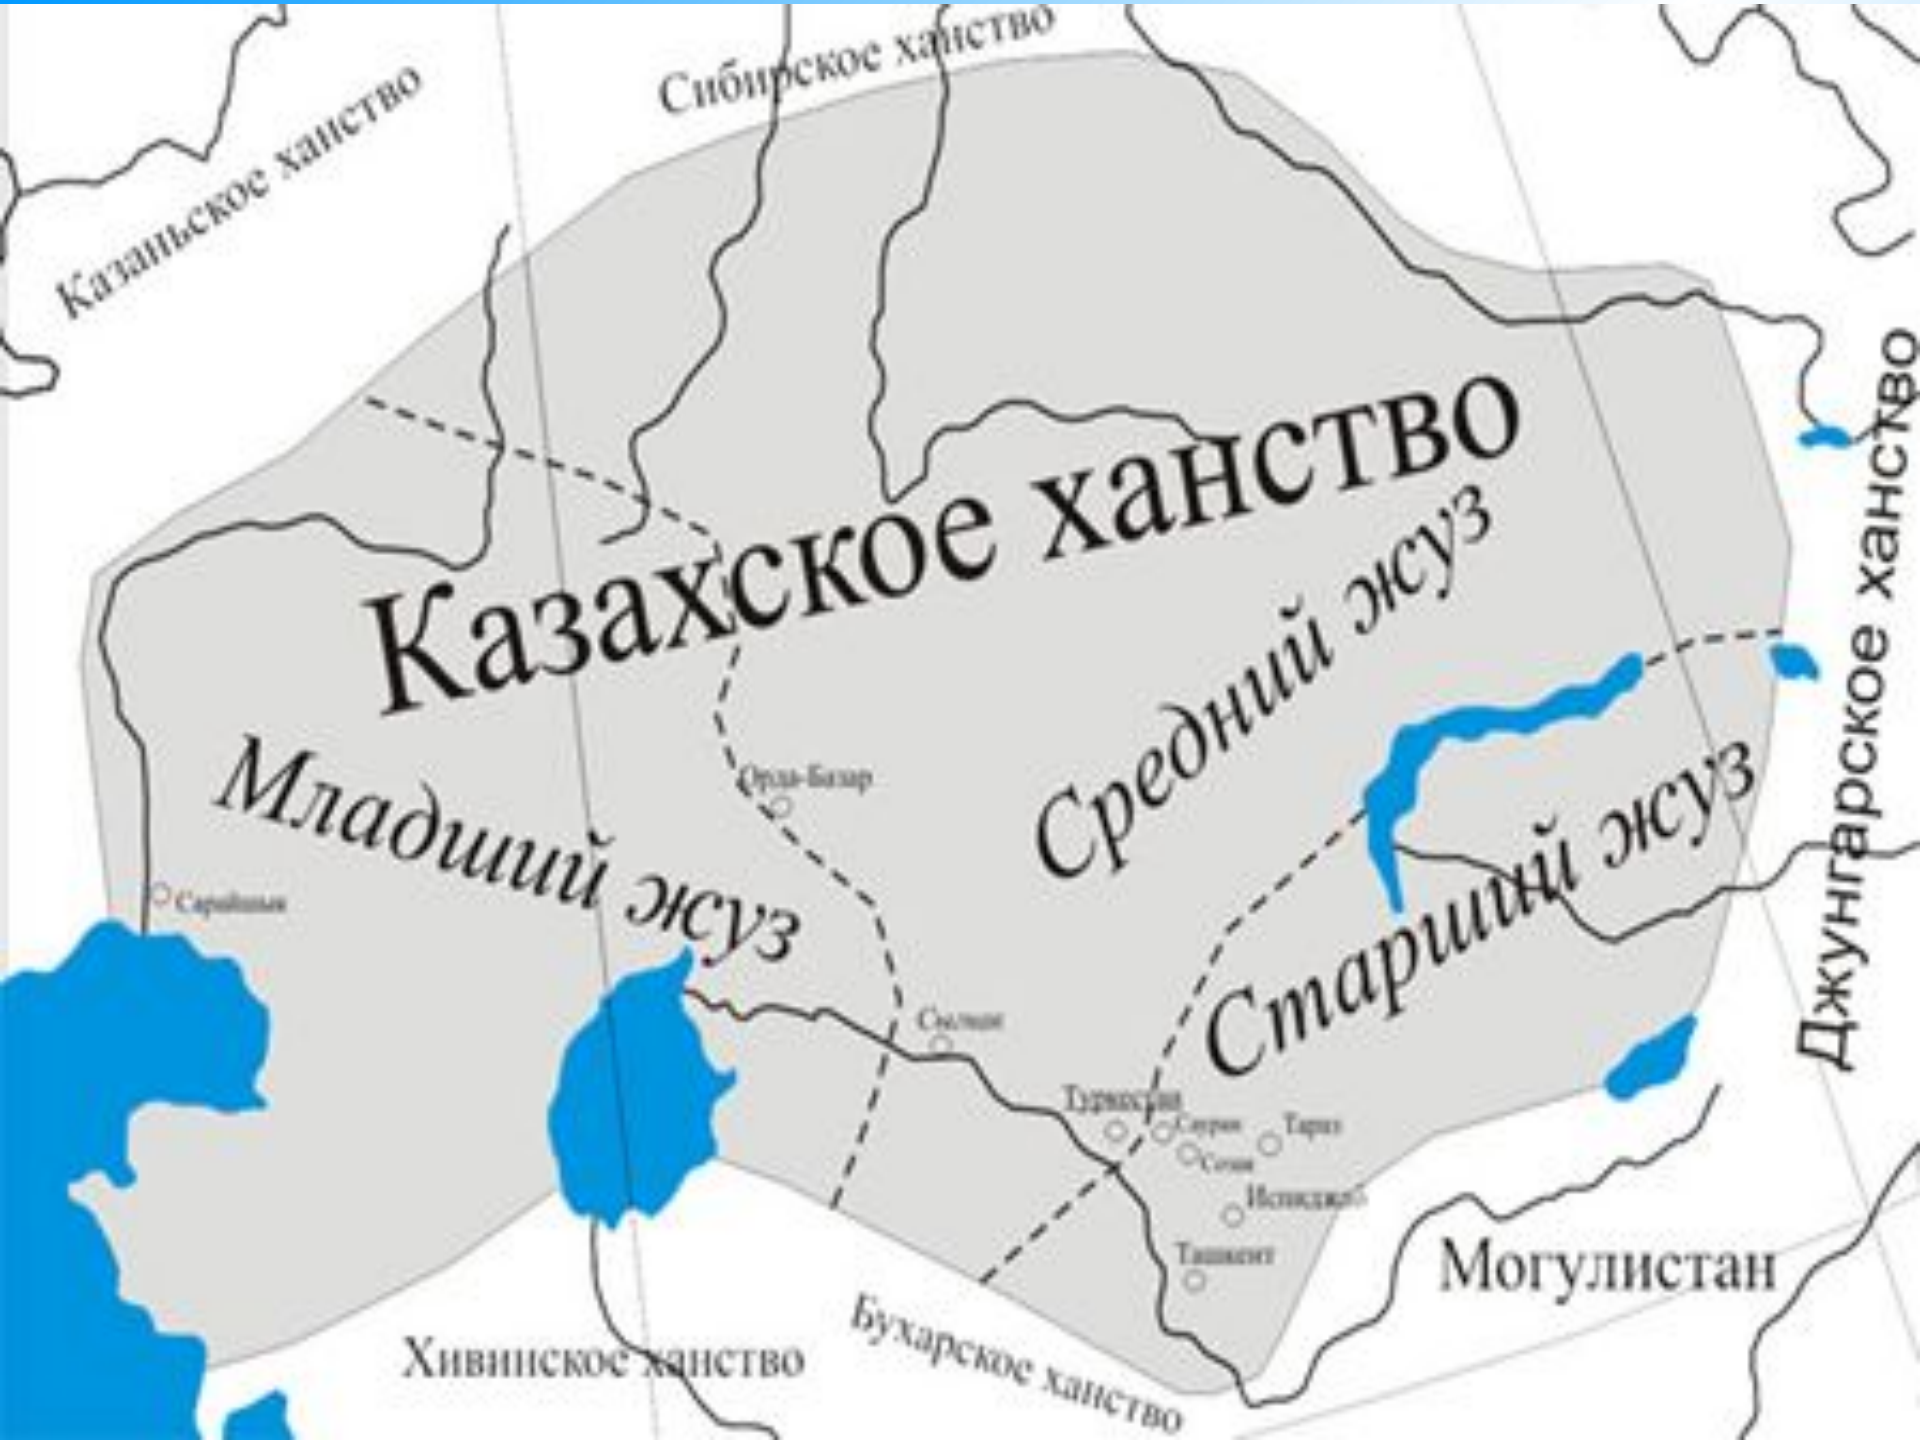 Сибирское ханство
Казаньское ханство
Казахское ханство
Средний жуз
Джунгарское ханство
Младший жуз
Орда-Базар
Старший жуз
Сарайшык
Сыгнак
Туркестан
Сауран
Тараз
Созак
Испиджаб
Ташкент
Могулистан
Бухарское ханство
Хивинское ханство